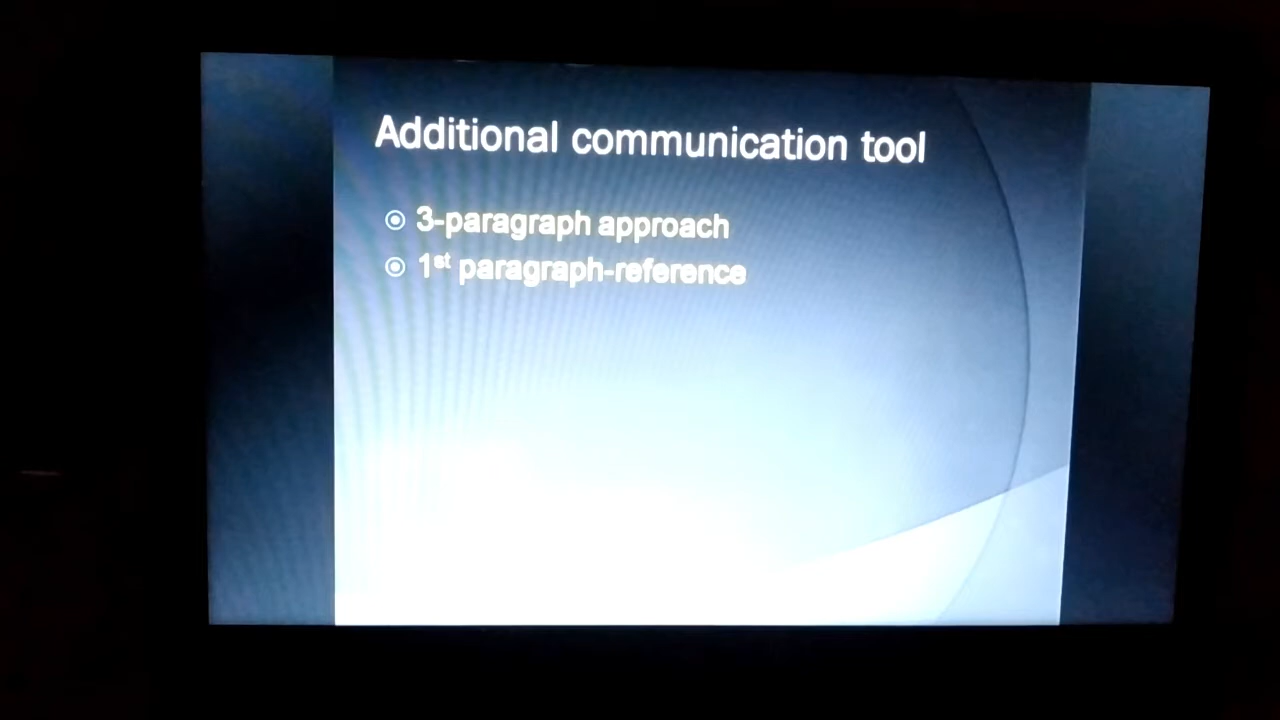 Additional communication tool
3-paragraph approach
1st paragraph-reference